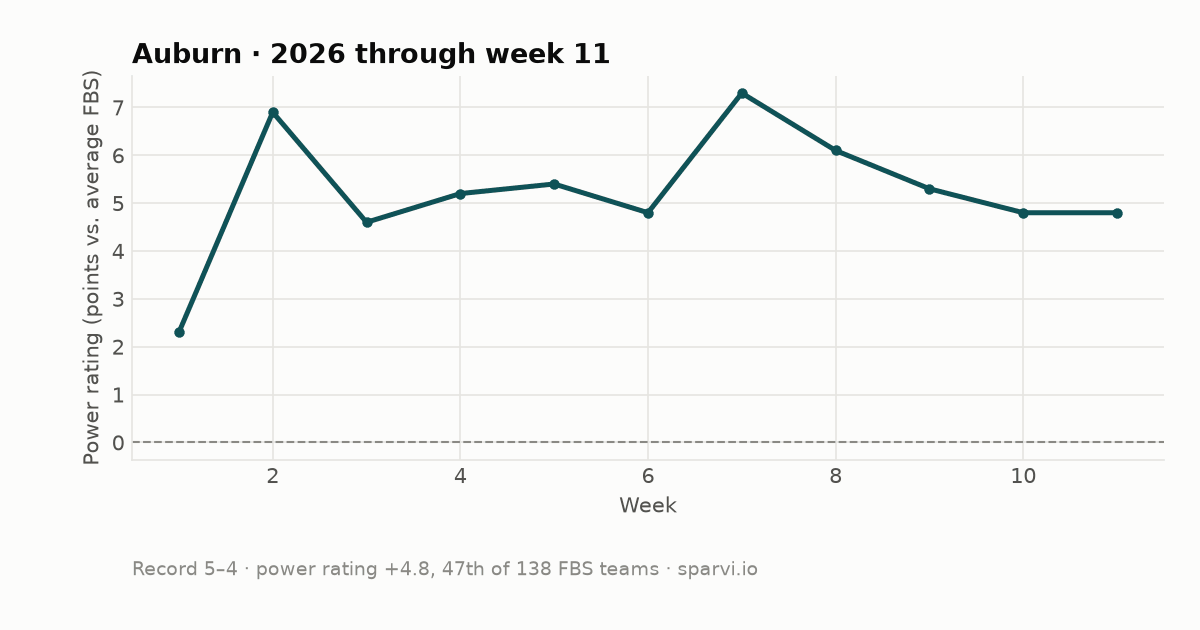 Auburn · 2026 through week 11
Power rating (points vs. average FBS)
7
6
5
4
3
2
1
0
2 4 6 8 10
Week
Record 5–4 · power rating +4.8, 47th of 138 FBS teams · sparvi.io